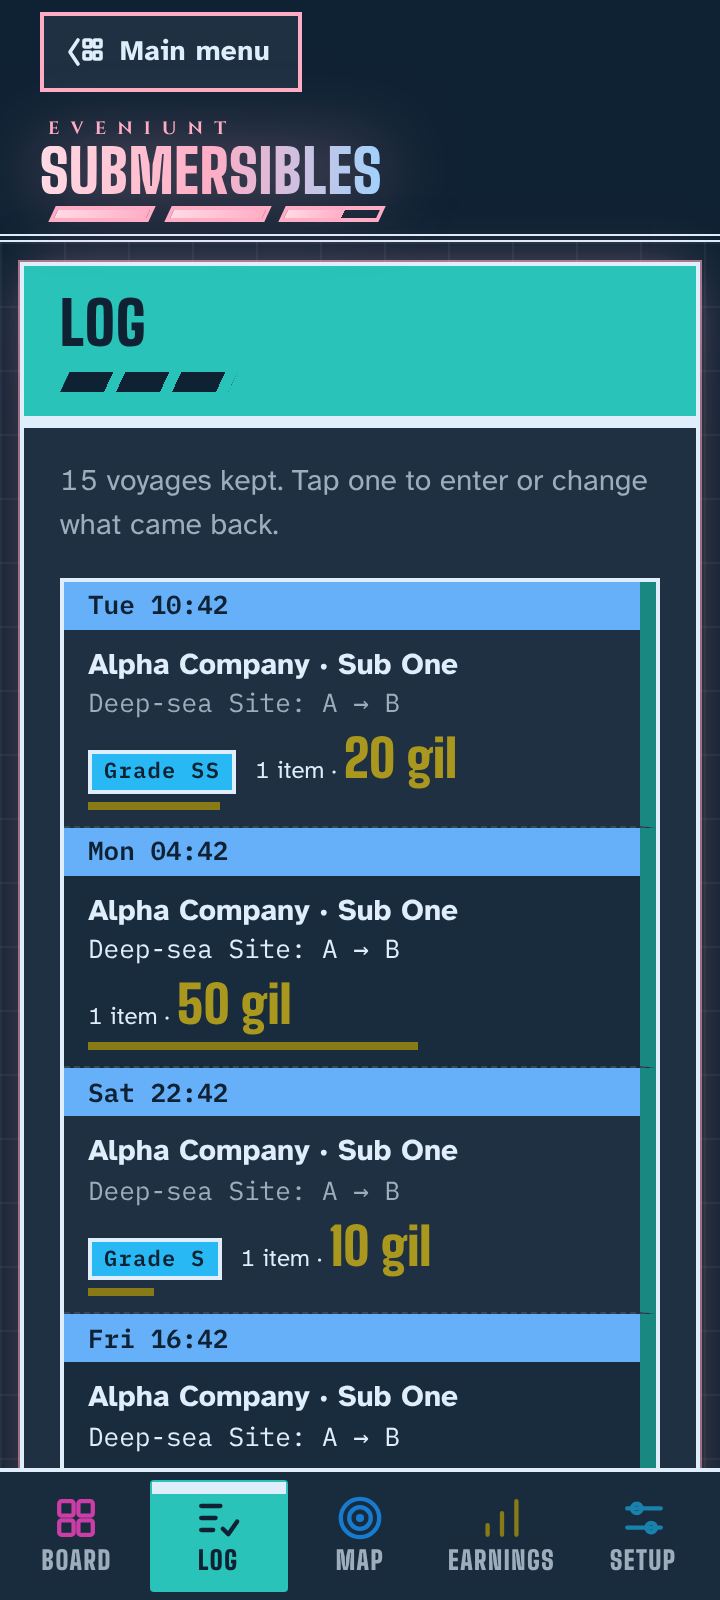 Main menu
EVENIUNT
SUBMERSIBLES
LOG
15 voyages kept. Tap one to enter or change
what came back.
Tue 10:42
Alpha Company · Sub One
Deep-sea Site: A → B
Grade SS 1 item · 20 gil
Mon 04:42
Alpha Company · Sub One
Deep-sea Site: A → B
1 item · 50 gil
Sat 22:42
Alpha Company · Sub One
Deep-sea Site: A → B
Grade S 1 item · 10 gil
Fri 16:42
Alpha Company · Sub One
Deep-sea Site: A → B
BOARD LOG MAP EARNINGS SETUP